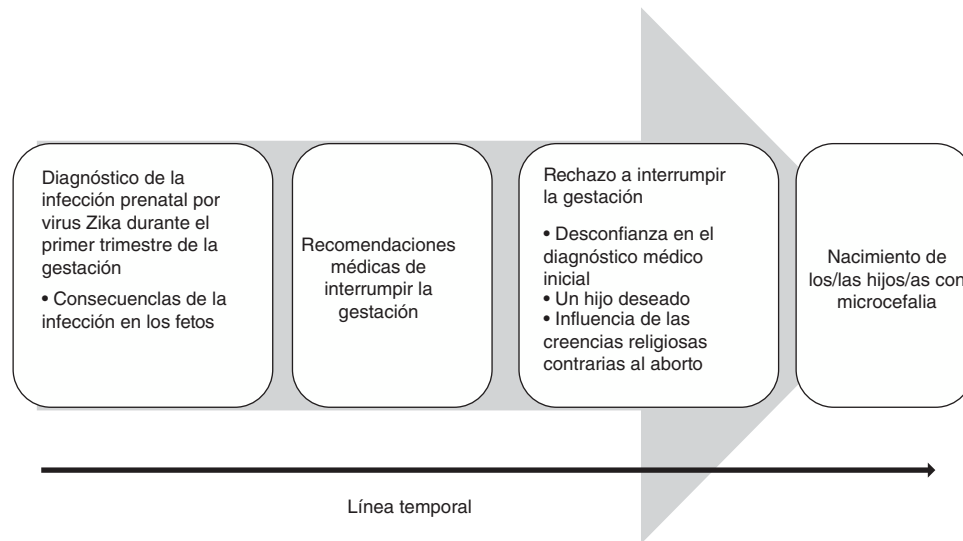 Diagnóstico de la
infección prenatal por
virus Zika durante el
primer trimestre de la
gestación
• Consecuencias de la
infección en los fetos
Recomendaciones
médicas de
interrumpir la
gestación
Rechazo a interrumpir
la gestación
• Desconfianza en el
diagnóstico médico
inicial
• Un hijo deseado
• Influencia de las
creencias religiosas
contrarias al aborto
Nacimiento de
los/las hijos/as con
microcefalia
Línea temporal